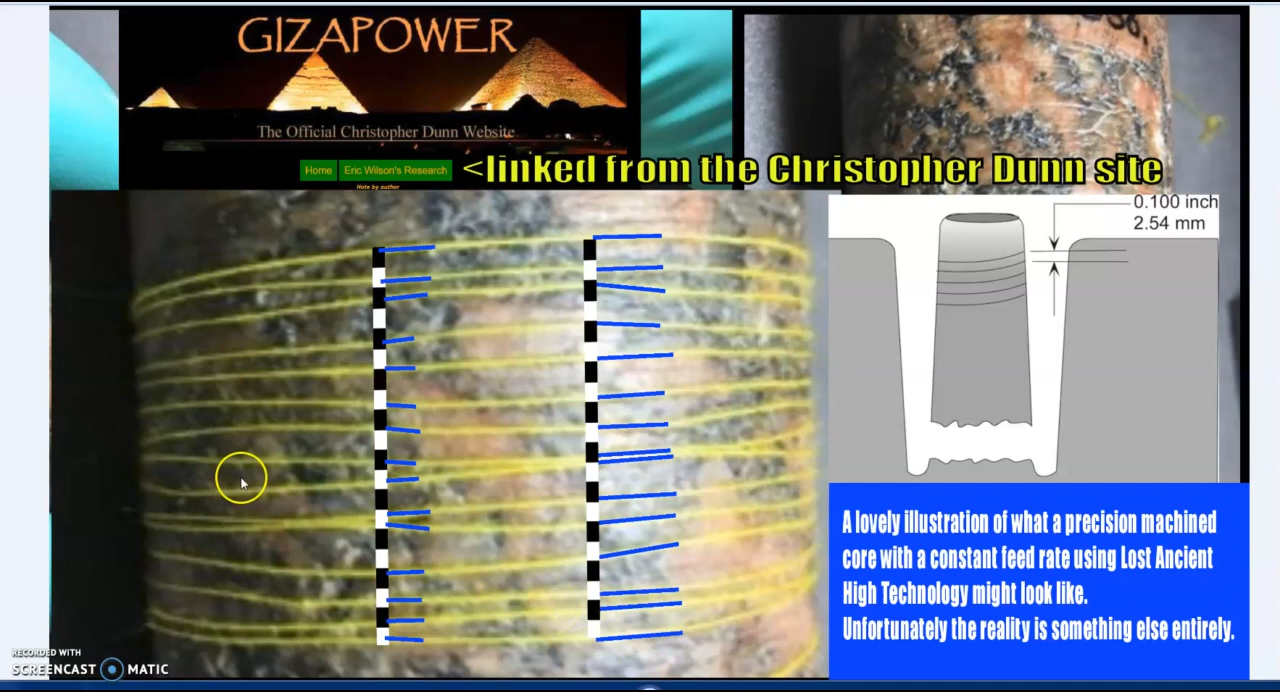 GIZAPOWER
The Official Christopher Dunn Website
Home
Eric Wilson's Research
Note by author
<linked from the Christopher Dunn site
0.100 inch
2.54 mm
A lovely illustration of what a precision machined
core with a constant feed rate using Lost Ancient
High Technology might look like.
Unfortunately the reality is something else entirely.
RECORDED WITH
SCREENCAST MATIC